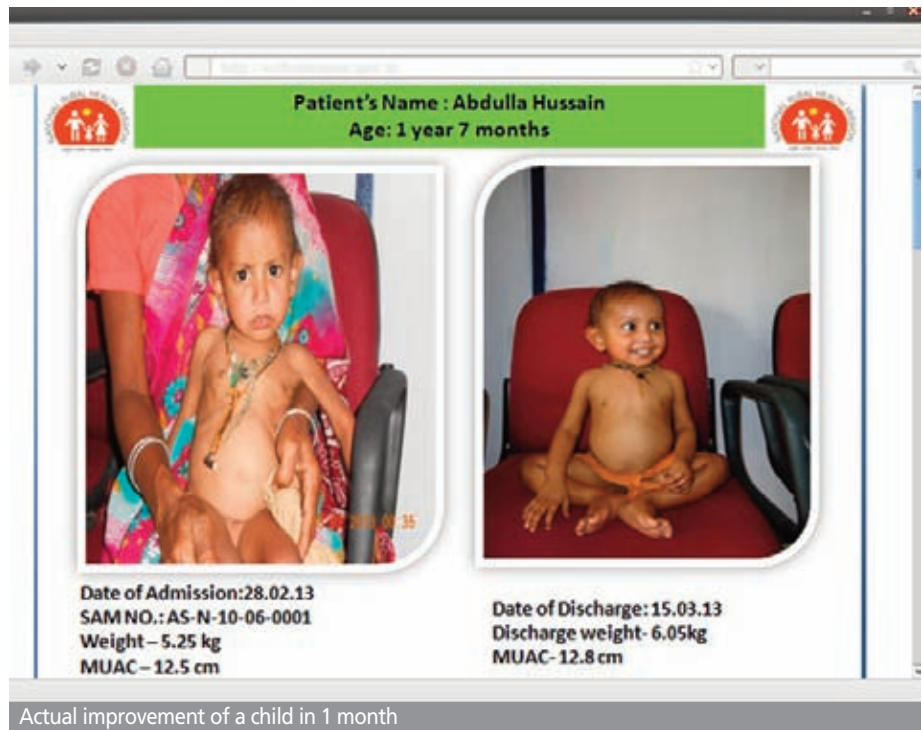 Patient's Name : Abdulla Hussain
Age: 1 year 7 months
Date of Admission:28.02.13
SAM NO.: AS-N-10-06-0001
Weight – 5.25 kg
MUAC – 12.5 cm
Date of Discharge: 15.03.13
Discharge weight- 6.05kg
MUAC- 12.8 cm
Actual improvement of a child in 1 month